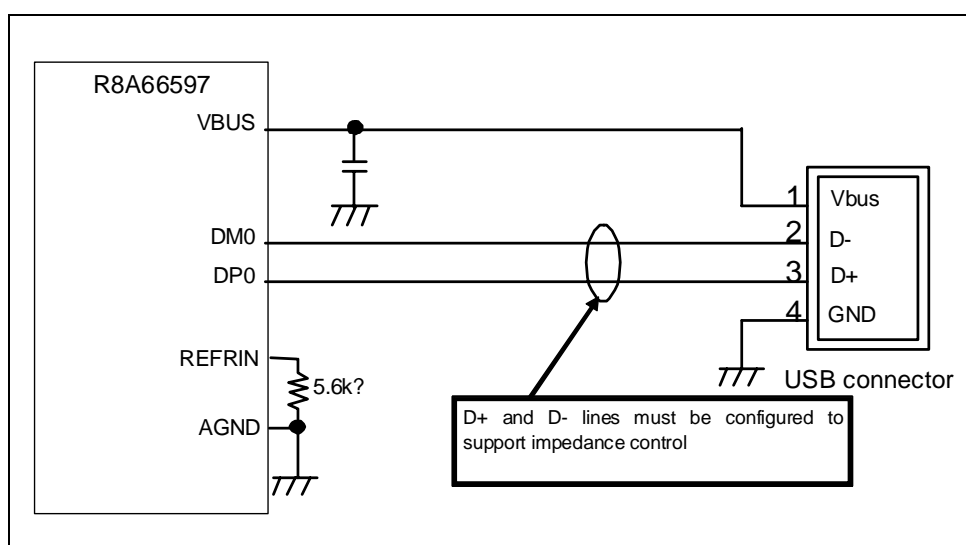 R8A66597
VBUS
1 Vbus
DM0
2 D-
DP0
3 D+
4 GND
REFRIN
5.6k?
USB connector
AGND
D+ and D- lines must be configured to
support impedance control